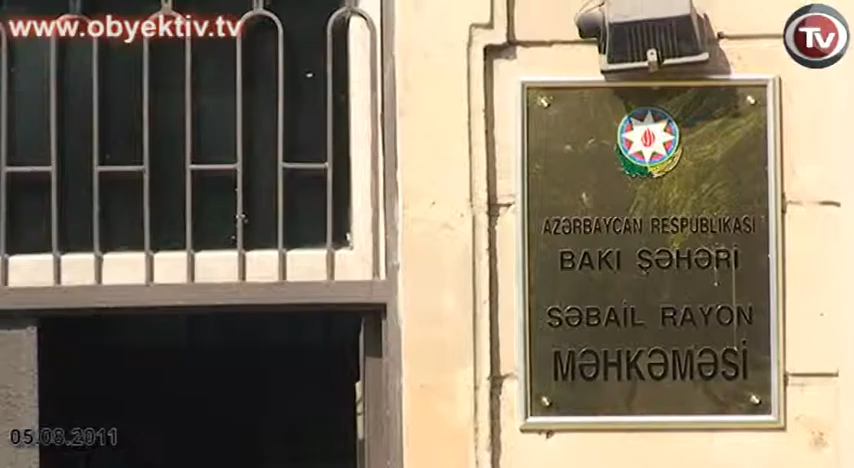 www.obyektiv.tv
TV
AZƏRBAYCAN RESPUBLİKASI
BAKI ŞƏHƏRİ
SƏBAİL RAYON
MƏHKƏMƏSİ
05.08.2011